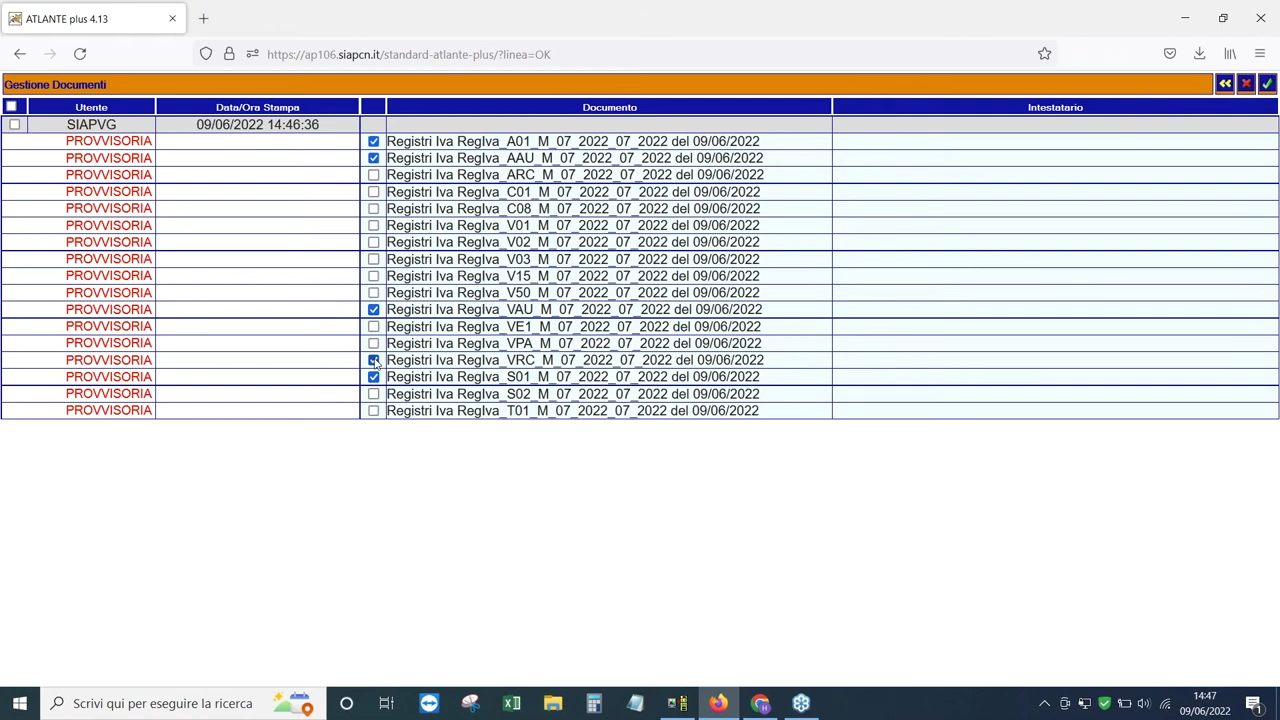 ATLANTE plus 4.13
https://ap106.siapcn.it/standard-atlante-plus/?linea=OK
Gestione Documenti
Utente Data/Ora Stampa Documento Intestatario
SIAPVG 09/06/2022 14:46:36
PROVVISORIA Registri Iva RegIva_A01_M_07_2022_07_2022 del 09/06/2022
PROVVISORIA Registri Iva RegIva_AAU_M_07_2022_07_2022 del 09/06/2022
PROVVISORIA Registri Iva RegIva_ARC_M_07_2022_07_2022 del 09/06/2022
PROVVISORIA Registri Iva RegIva_C01_M_07_2022_07_2022 del 09/06/2022
PROVVISORIA Registri Iva RegIva_C08_M_07_2022_07_2022 del 09/06/2022
PROVVISORIA Registri Iva RegIva_V01_M_07_2022_07_2022 del 09/06/2022
PROVVISORIA Registri Iva RegIva_V02_M_07_2022_07_2022 del 09/06/2022
PROVVISORIA Registri Iva RegIva_V03_M_07_2022_07_2022 del 09/06/2022
PROVVISORIA Registri Iva RegIva_V15_M_07_2022_07_2022 del 09/06/2022
PROVVISORIA Registri Iva RegIva_V50_M_07_2022_07_2022 del 09/06/2022
PROVVISORIA Registri Iva RegIva_VAU_M_07_2022_07_2022 del 09/06/2022
PROVVISORIA Registri Iva RegIva_VE1_M_07_2022_07_2022 del 09/06/2022
PROVVISORIA Registri Iva RegIva_VPA_M_07_2022_07_2022 del 09/06/2022
PROVVISORIA Registri Iva RegIva_VRC_M_07_2022_07_2022 del 09/06/2022
PROVVISORIA Registri Iva RegIva_S01_M_07_2022_07_2022 del 09/06/2022
PROVVISORIA Registri Iva RegIva_S02_M_07_2022_07_2022 del 09/06/2022
PROVVISORIA Registri Iva RegIva_T01_M_07_2022_07_2022 del 09/06/2022
Scrivi qui per eseguire la ricerca
14:47
09/06/2022